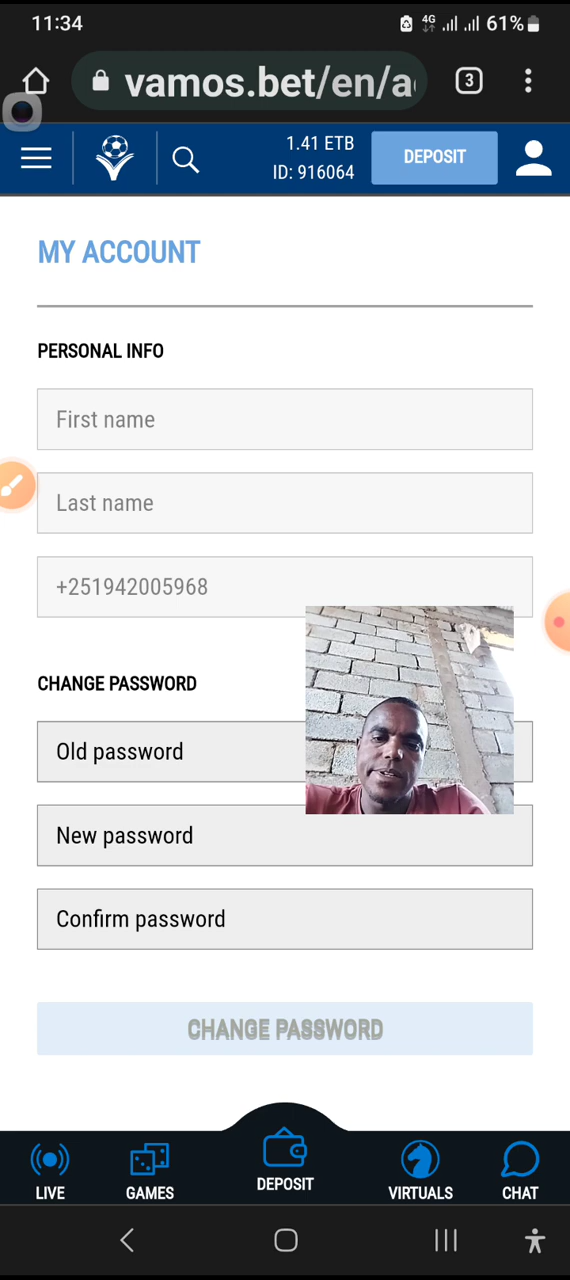 11:34
4G 61%
vamos.bet/en/a
3
1.41 ETB
ID: 916064
DEPOSIT
MY ACCOUNT
PERSONAL INFO
First name
Last name
+251942005968
CHANGE PASSWORD
Old password
New password
Confirm password
CHANGE PASSWORD
LIVE
GAMES
DEPOSIT
VIRTUALS
CHAT